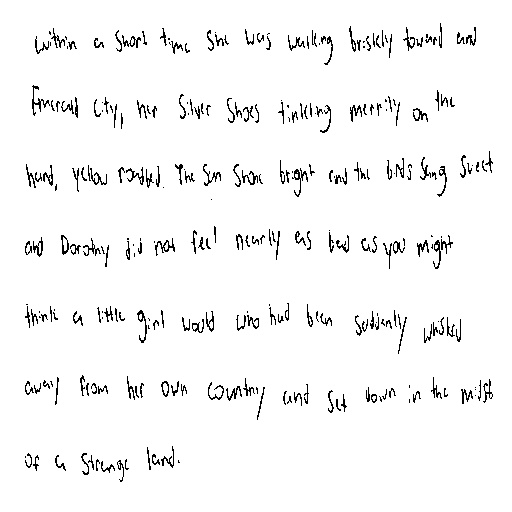 within a short time she was walking briskly toward and
Emerald City, her Silver Shoes tinkling merrily on the
hard, yellow roadbed. The sun shone bright and the birds sang sweet
and Dorothy did not feel nearly as bad as you might
think a little girl would who had been suddenly whisked
away from her own country and set down in the midst
of a strange land.